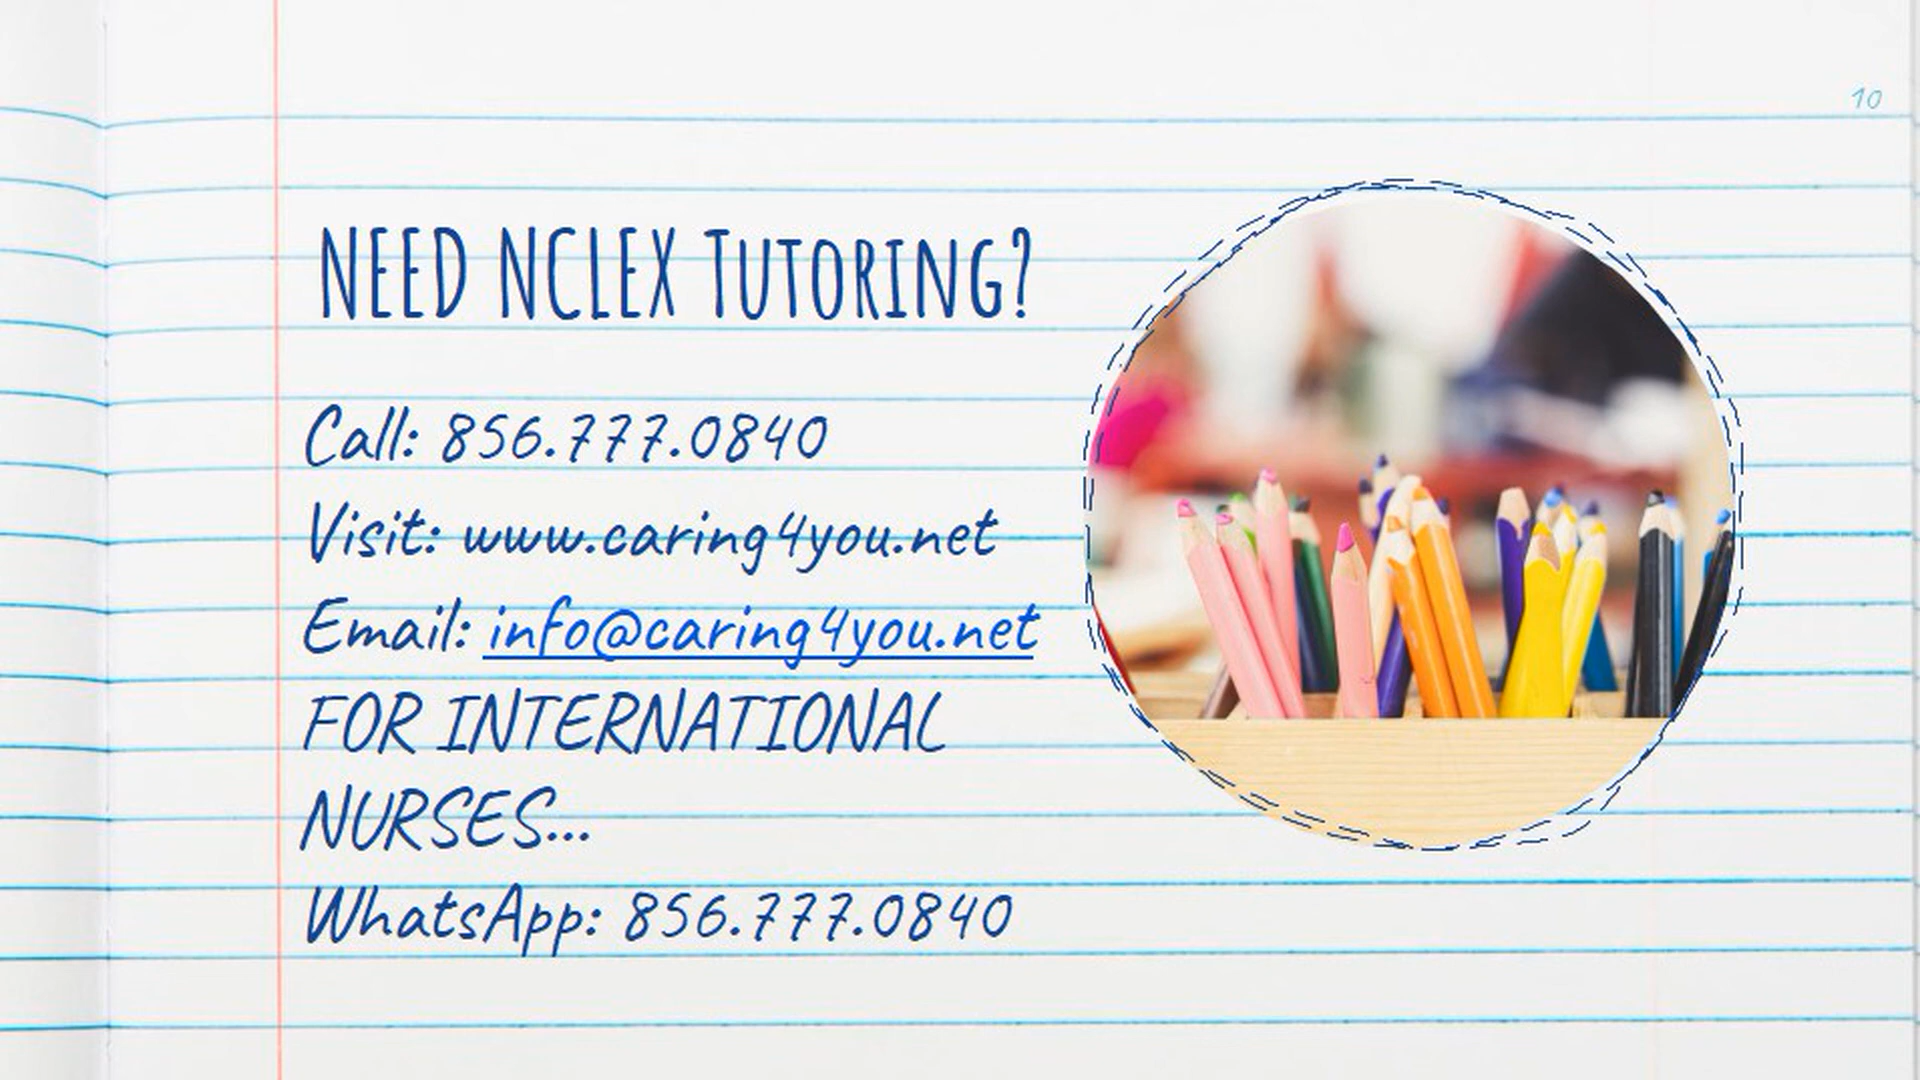 10
NEED NCLEX TUTORING?
Call: 856.777.0840
Visit: www.caring4you.net
Email: info@caring4you.net
FOR INTERNATIONAL
NURSES...
WhatsApp: 856.777.0840